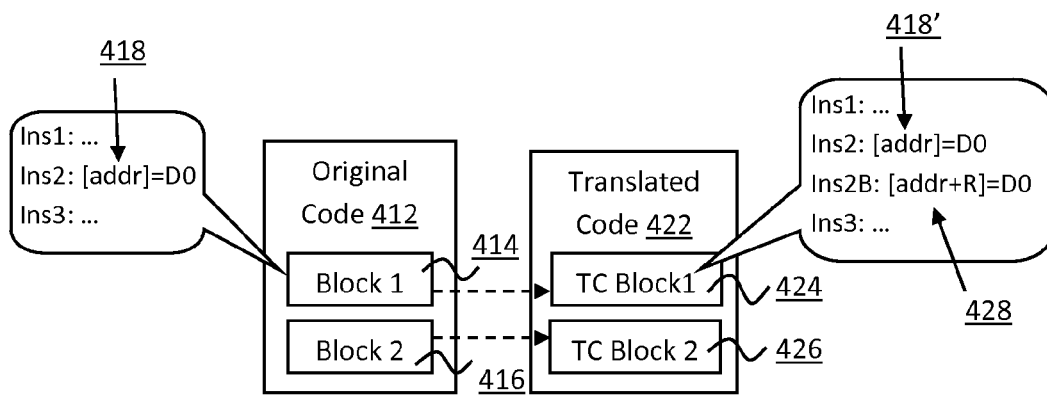 418
Ins1: ...
Ins2: [addr]=D0
Ins3: ...
Original
Code 412
Block 1
414
Block 2
416
Translated
Code 422
TC Block1
424
TC Block 2
426
418’
Ins1: ...
Ins2: [addr]=D0
Ins2B: [addr+R]=D0
Ins3: ...
428